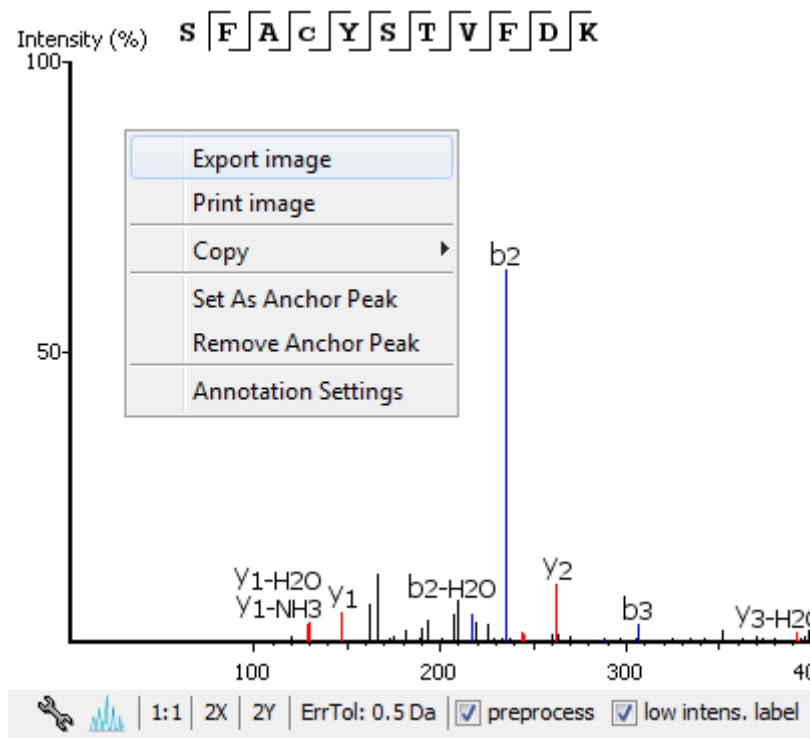 S F A c Y S T V F D K
Intensity (%)
100
Export image
Print image
Copy
Set As Anchor Peak
Remove Anchor Peak
Annotation Settings
b2
50
y1-H2O
y1-NH3
y1
b2-H2O
y2
b3
y3-H2O
100 200 300 40
1:1 2X 2Y ErrTol: 0.5 Da preprocess low intens. label